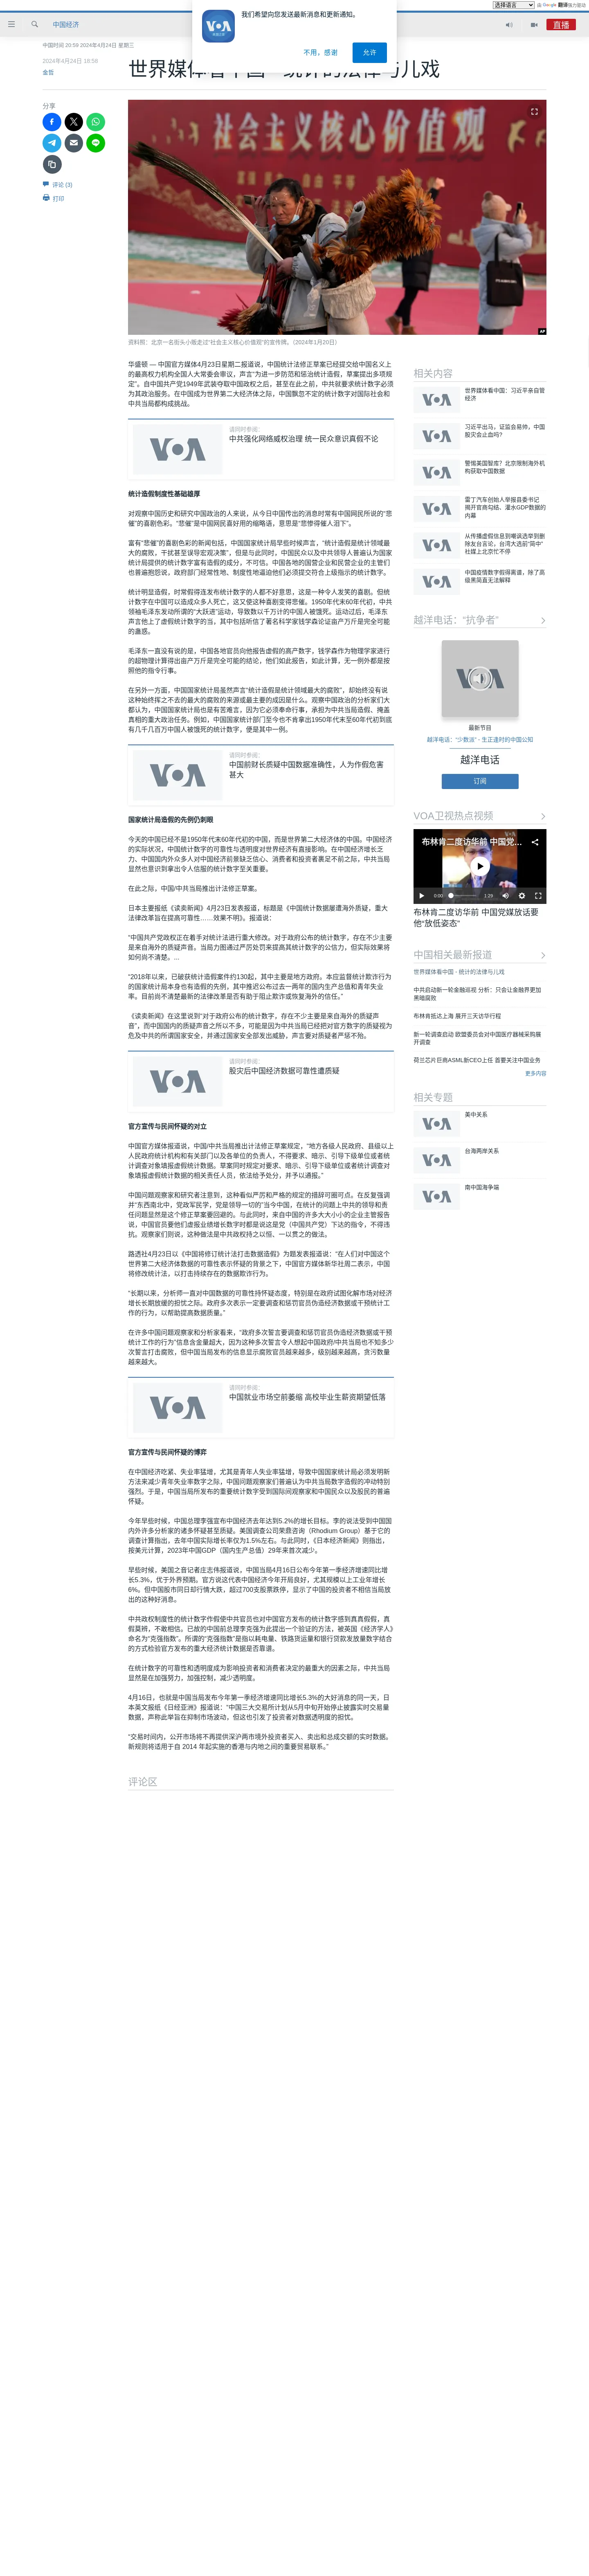 选择语言
由 Google 翻译强力驱动
我们希望向您发送最新消息和更新通知。
不用，感谢
允许
中国经济
直播
中国时间 20:59 2024年4月24日 星期三
2024年4月24日 18:58
金哲
世界媒体看中国
统计的法律与儿戏
分享
评论 (3)
打印
社会主义核心价值观
AP
资料照：北京一名街头小贩走过“社会主义核心价值观”的宣传牌。（2024年1月20日）
华盛顿 — 中国官方媒体4月23日星期二报道说，中国统计法修正草案已经提交给中国名义上
的最高权力机构全国人大常委会审议，声言“为进一步防范和惩治统计造假，草案提出多项规
定”。自中国共产党1949年武装夺取中国政权之后，甚至在此之前，中共就要求统计数字必须
为其政治服务。在中国成为世界第二大经济体之际，中国飘忽不定的统计数字对国际社会和
中共当局都构成挑战。
请同时参阅：
中共强化网络威权治理 统一民众意识真假不论
统计造假制度性基础雄厚
对观察中国历史和研究中国政治的人来说，从今日中国传出的消息时常有中国网民所说的“悲
催”的喜剧色彩。“悲催”是中国网民喜好用的缩略语，意思是“悲惨得催人泪下”。
富有“悲催”的喜剧色彩的新闻包括，中国国家统计局早些时候声言，“统计造假是统计领域最
大的腐败，干扰甚至误导宏观决策”，但是与此同时，中国民众以及中共领导人普遍认为国家
统计局提供的统计数字富有造假的成分，不可信。中国各地的国营企业和民营企业的主管们
也普遍抱怨说，政府部门经常性地、制度性地逼迫他们必须提交符合上级指示的统计数字。
统计明显造假，时常假得连发布统计数字的人都不好意思，这是一种令人发笑的喜剧。但统
计数字在中国可以造成众多人死亡，这又使这种喜剧变得悲催。1950年代末60年代初，中共
领袖毛泽东发动所谓的“大跃进”运动，导致数以千万计的中国人被饿死。运动过后，毛泽东
声言他上了虚假统计数字的当，其中包括听信了著名科学家钱学森论证亩产万斤是完全可能
的蛊惑。
毛泽东一直没有说的是，中国各地官员向他报告虚假的高产数字，钱学森作为物理学家进行
的超物理计算得出亩产万斤是完全可能的结论，他们如此报告，如此计算，无一例外都是按
照他的指令行事。
在另外一方面，中国国家统计局虽然声言“统计造假是统计领域最大的腐败”，却始终没有说
这种始终挥之不去的最大的腐败的来源或最主要的成因是什么。观察中国政治的分析家们大
都认为，中国国家统计局也是有苦难言，因为它必须奉命行事，承担为中共当局造假、掩盖
真相的重大政治任务。例如，中国国家统计部门至今也不肯拿出1950年代末至60年代初到底
有几千几百万中国人被饿死的统计数字，便是其中一例。
请同时参阅：
中国前财长质疑中国数据准确性，人为作假危害
甚大
国家统计局造假的先例仍刺眼
今天的中国已经不是1950年代末60年代初的中国，而是世界第二大经济体的中国。中国经济
的实际状况，中国统计数字的可靠性与透明度对世界经济有直接影响。在中国经济增长乏
力、中国国内外众多人对中国经济前景缺乏信心、消费者和投资者裹足不前之际，中共当局
显然也意识到拿出令人信服的统计数字至关重要。
在此之际，中国/中共当局推出计法修正草案。
日本主要报纸《读卖新闻》4月23日发表报道，标题是《中国统计数据屡遭海外质疑，重大
法律改革旨在提高可靠性……效果不明》。报道说：
“中国共产党政权正在着手对统计法进行重大修改。对于政府公布的统计数字，存在不少主要
是来自海外的质疑声音。当局力图通过严厉处罚来提高其统计数字的公信力，但实际效果将
如何尚不清楚。...
“2018年以来，已破获统计造假案件约130起，其中主要是地方政府。本应监督统计欺诈行为
的国家统计局本身也有造假的先例，其中推迟公布过去一两年的国内生产总值和青年失业
率。目前尚不清楚最新的法律改革是否有助于阻止欺诈或恢复海外的信任。”
《读卖新闻》在这里说到“对于政府公布的统计数字，存在不少主要是来自海外的质疑声
音”，而中国国内的质疑声音之所以不多，可能是因为中共当局已经把对官方数字的质疑视为
危及中共的所谓国家安全，并通过国家安全部发出威胁，声言要对质疑者严惩不贷。
请同时参阅：
股灾后中国经济数据可靠性遭质疑
官方宣传与民间怀疑的对立
中国官方媒体报道说，中国/中共当局推出计法修正草案规定，“地方各级人民政府、县级以上
人民政府统计机构和有关部门以及各单位的负责人，不得要求、暗示、引导下级单位或者统
计调查对象填报虚假统计数据。草案同时规定对要求、暗示、引导下级单位或者统计调查对
象填报虚假统计数据的相关责任人员，依法给予处分，并予以通报。”
中国问题观察家和研究者注意到，这种看似严厉和严格的规定的措辞可圈可点。在反复强调
并“东西南北中，党政军民学，党是领导一切的”当今中国，在统计的问题上中共的领导和责
任问题显然是这个修正草案要回避的。与此同时，来自中国的许多大大小小的企业主管报告
说，中国官员要他们虚报业绩增长数字时都是说这是党（中国共产党）下达的指令，不得违
抗。观察家们则说，这种做法是中共政权持之以恒、一以贯之的做法。
路透社4月23日以《中国将修订统计法打击数据造假》为题发表报道说：“在人们对中国这个
世界第二大经济体数据的可靠性表示怀疑的背景之下，中国官方媒体新华社周二表示，中国
将修改统计法，以打击持续存在的数据欺诈行为。
“长期以来，分析师一直对中国数据的可靠性持怀疑态度，特别是在政府试图化解市场对经济
增长长期放缓的担忧之际。政府多次表示一定要调查和惩罚官员伪造经济数据或干预统计工
作的行为，以帮助提高数据质量。”
在许多中国问题观察家和分析家看来，“政府多次誓言要调查和惩罚官员伪造经济数据或干预
统计工作的行为”信息含金量超大，因为这种多次誓言令人想起中国政府/中共当局也不知多少
次誓言打击腐败，但中国当局发布的信息显示腐败官员越来越多，级别越来越高，贪污数量
越来越大。
请同时参阅：
中国就业市场空前萎缩 高校毕业生薪资期望低落
官方宣传与民间怀疑的博弈
在中国经济吃紧、失业率猛增，尤其是青年人失业率猛增，导致中国国家统计局必须发明新
方法来减少青年失业率数字之际，中国问题观察家们普遍认为中共当局数字造假的冲动特别
强烈。于是，中国当局所发布的重要统计数字受到国际间观察家和中国民众以及股民的普遍
怀疑。
今年早些时候，中国总理李强宣布中国经济去年达到5.2%的增长目标。李的说法受到中国国
内外许多分析家的诸多怀疑甚至质疑。美国调查公司荣鼎咨询（Rhodium Group）基于它的
调查计算指出，去年中国实际增长率仅为1.5%左右。与此同时，《日本经济新闻》则指出，
按美元计算，2023年中国GDP（国内生产总值）29年来首次减少。
早些时候，美国之音记者庄志伟报道说，中国当局4月16日公布今年第一季经济增速同比增
长5.3%，优于外界预期。官方说这代表中国经济今年开局良好，尤其规模以上工业年增长
6%。但中国股市同日却行情大跌，超过700支股票跌停，显示了中国的投资者不相信当局放
出的这种好消息。
中共政权制度性的统计数字作假使中共官员也对中国官方发布的统计数字感到真真假假，真
假莫辨，不敢相信。已故的中国前总理李克强为此提出一个验证的方法，被英国《经济学人》
命名为“克强指数”。所谓的“克强指数”是指以耗电量、铁路货运量和银行贷款发放量数字结合
的方式检验官方发布的重大经济统计数据是否靠谱。
在统计数字的可靠性和透明度成为影响投资者和消费者决定的最重大的因素之际，中共当局
显然是在加强努力，加强控制，减少透明度。
4月16日，也就是中国当局发布今年第一季经济增速同比增长5.3%的大好消息的同一天，日
本英文报纸《日经亚洲》报道说：“中国三大交易所计划从5月中旬开始停止披露实时交易量
数据，声称此举旨在抑制市场波动，但这也引发了投资者对数据透明度的担忧。
“交易时间内，公开市场将不再提供深沪两市境外投资者买入、卖出和总成交额的实时数据。
新规则将适用于自 2014 年起实施的香港与内地之间的重要贸易联系。”
评论区
相关内容
世界媒体看中国：习近平亲自管
经济
习近平出马，证监会易帅，中国
股灾会止血吗?
警惕美国智库？北京限制海外机
构获取中国数据
雷丁汽车创始人举报县委书记
揭开官商勾结、灌水GDP数据的
内幕
从传播虚假信息到嘲讽选举到删
除友台言论，台湾大选前“简中”
社媒上北京忙不停
中国疫情数字假得离谱，除了高
级黑简直无法解释
越洋电话：“抗争者”
最新节目
越洋电话：“少数派” - 生正逢时的中国公知
越洋电话
订阅
VOA卫视热点视频
布林肯二度访华前 中国党…
0:00
1:29
布林肯二度访华前 中国党媒放话要
他“放低姿态”
中国相关最新报道
世界媒体看中国 - 统计的法律与儿戏
中共启动新一轮金融巡视 分析：只会让金融界更加
黑暗腐败
布林肯抵达上海 展开三天访华行程
新一轮调查启动 欧盟委员会对中国医疗器械采购展
开调查
荷兰芯片巨商ASML新CEO上任 首要关注中国业务
更多内容
相关专题
美中关系
台海两岸关系
南中国海争端